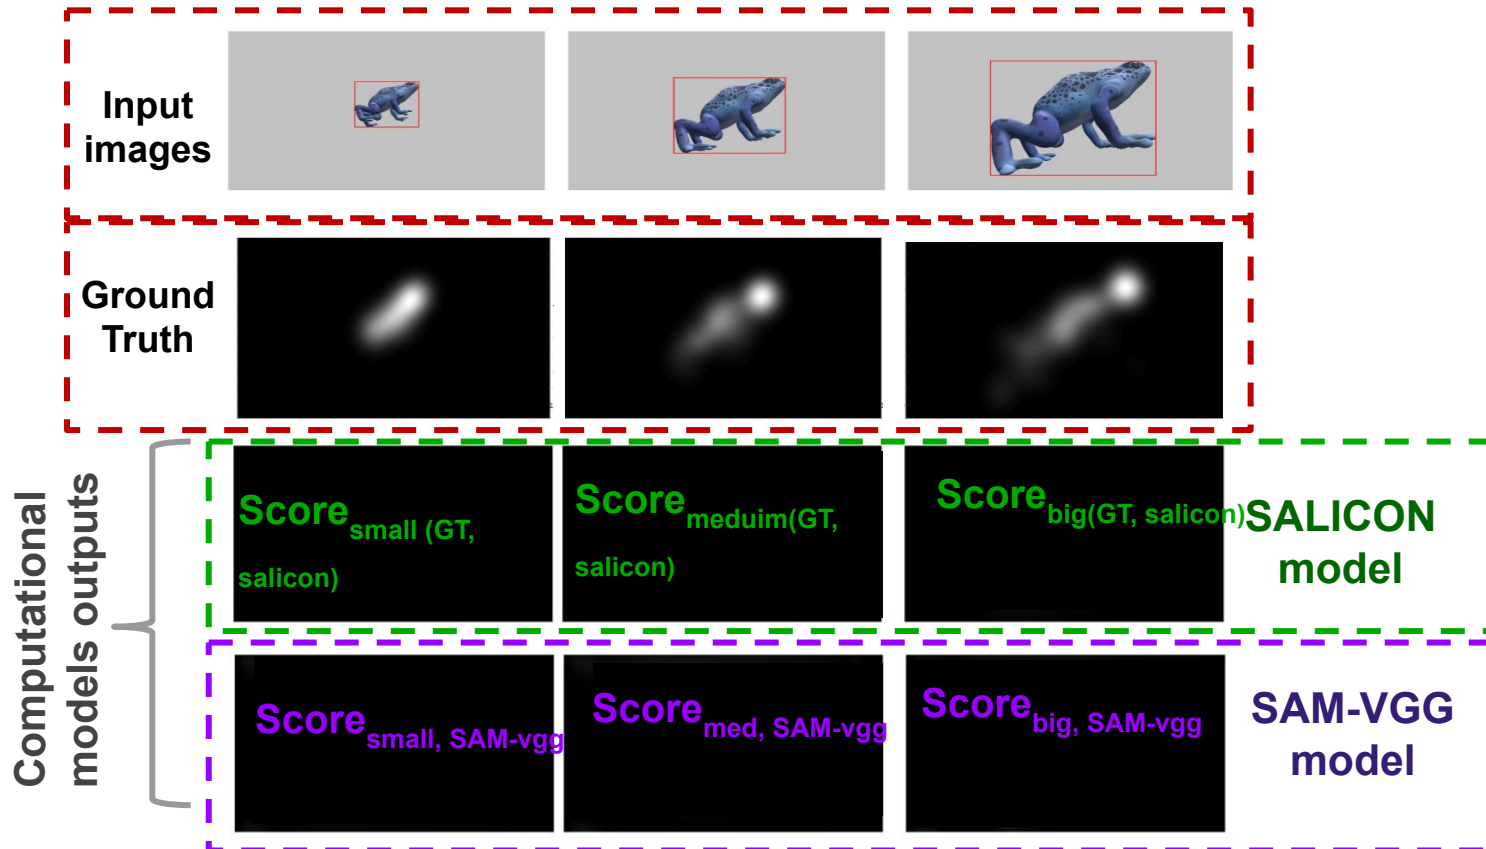 Input
images
Ground
Truth
Computational
models outputs
Score small (GT,
salicon)
Score meduim(GT,
salicon)
Score big(GT, salicon)
SALICON
model
Score small, SAM-vgg
Score med, SAM-vgg
Score big, SAM-vgg
SAM-VGG
model